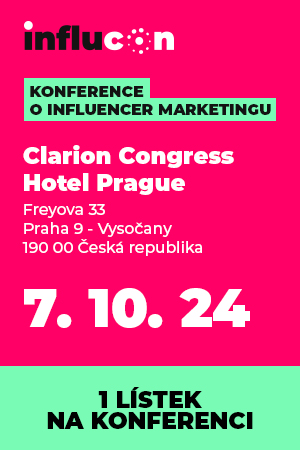 influcon
KONFERENCE
O INFLUENCER MARKETINGU
Clarion Congress
Hotel Prague
Freyova 33
Praha 9 - Vysočany
190 00 Česká republika
7. 10. 24
1 LÍSTEK
NA KONFERENCI